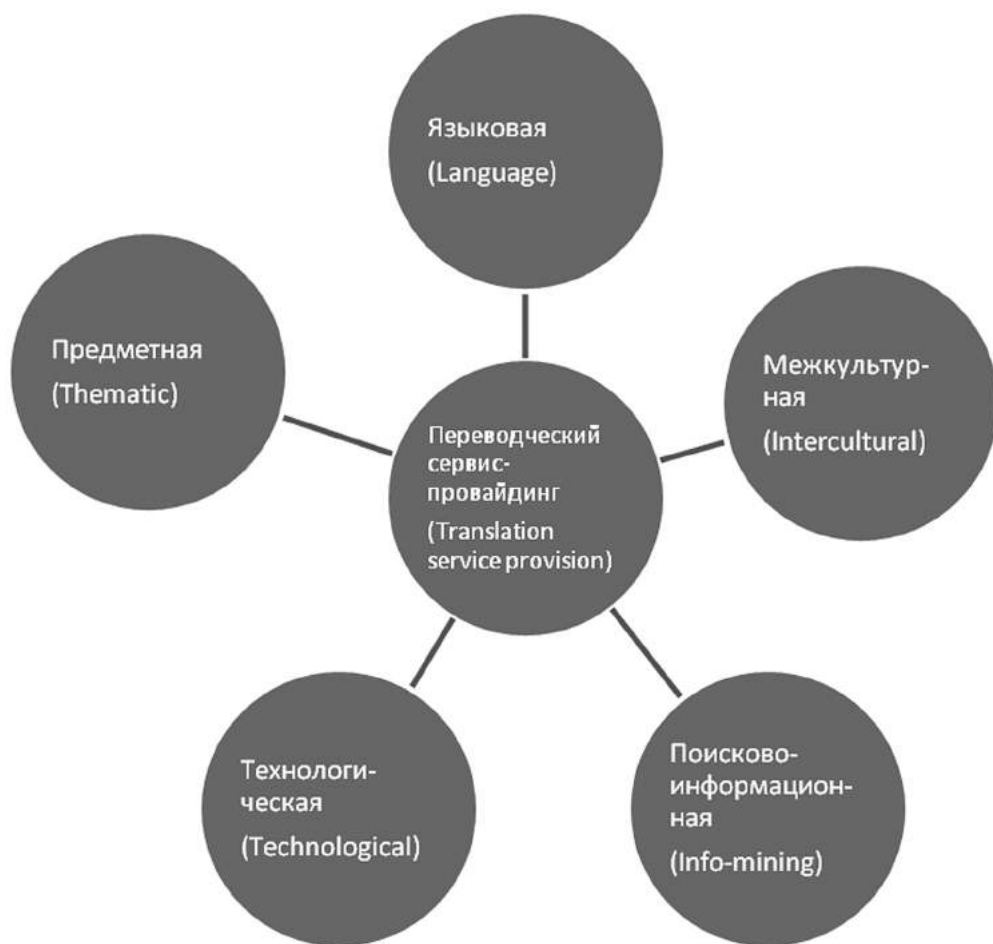 Языковая
(Language)
Предметная
(Thematic)
Межкультур-
ная
(Intercultural)
Переводческий
сервис-
провайдинг
(Translation
service provision)
Технологи-
ческая
(Technological)
Поисково-
информацион-
ная
(Info-mining)